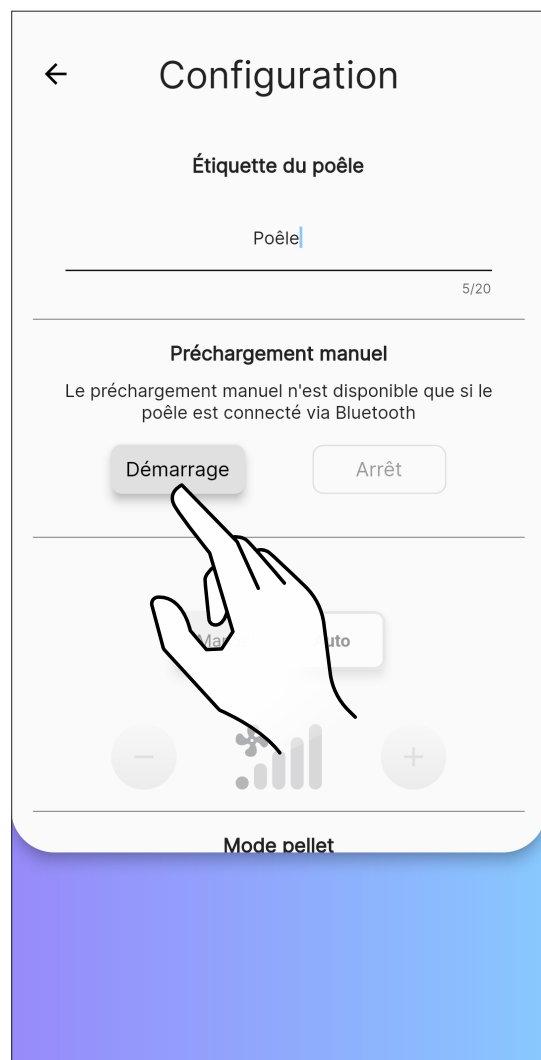 Configuration
Étiquette du poêle
Poêle
5/20
Préchargement manuel
Le préchargement manuel n'est disponible que si le
poêle est connecté via Bluetooth
Démarrage Arrêt
Mode pellet